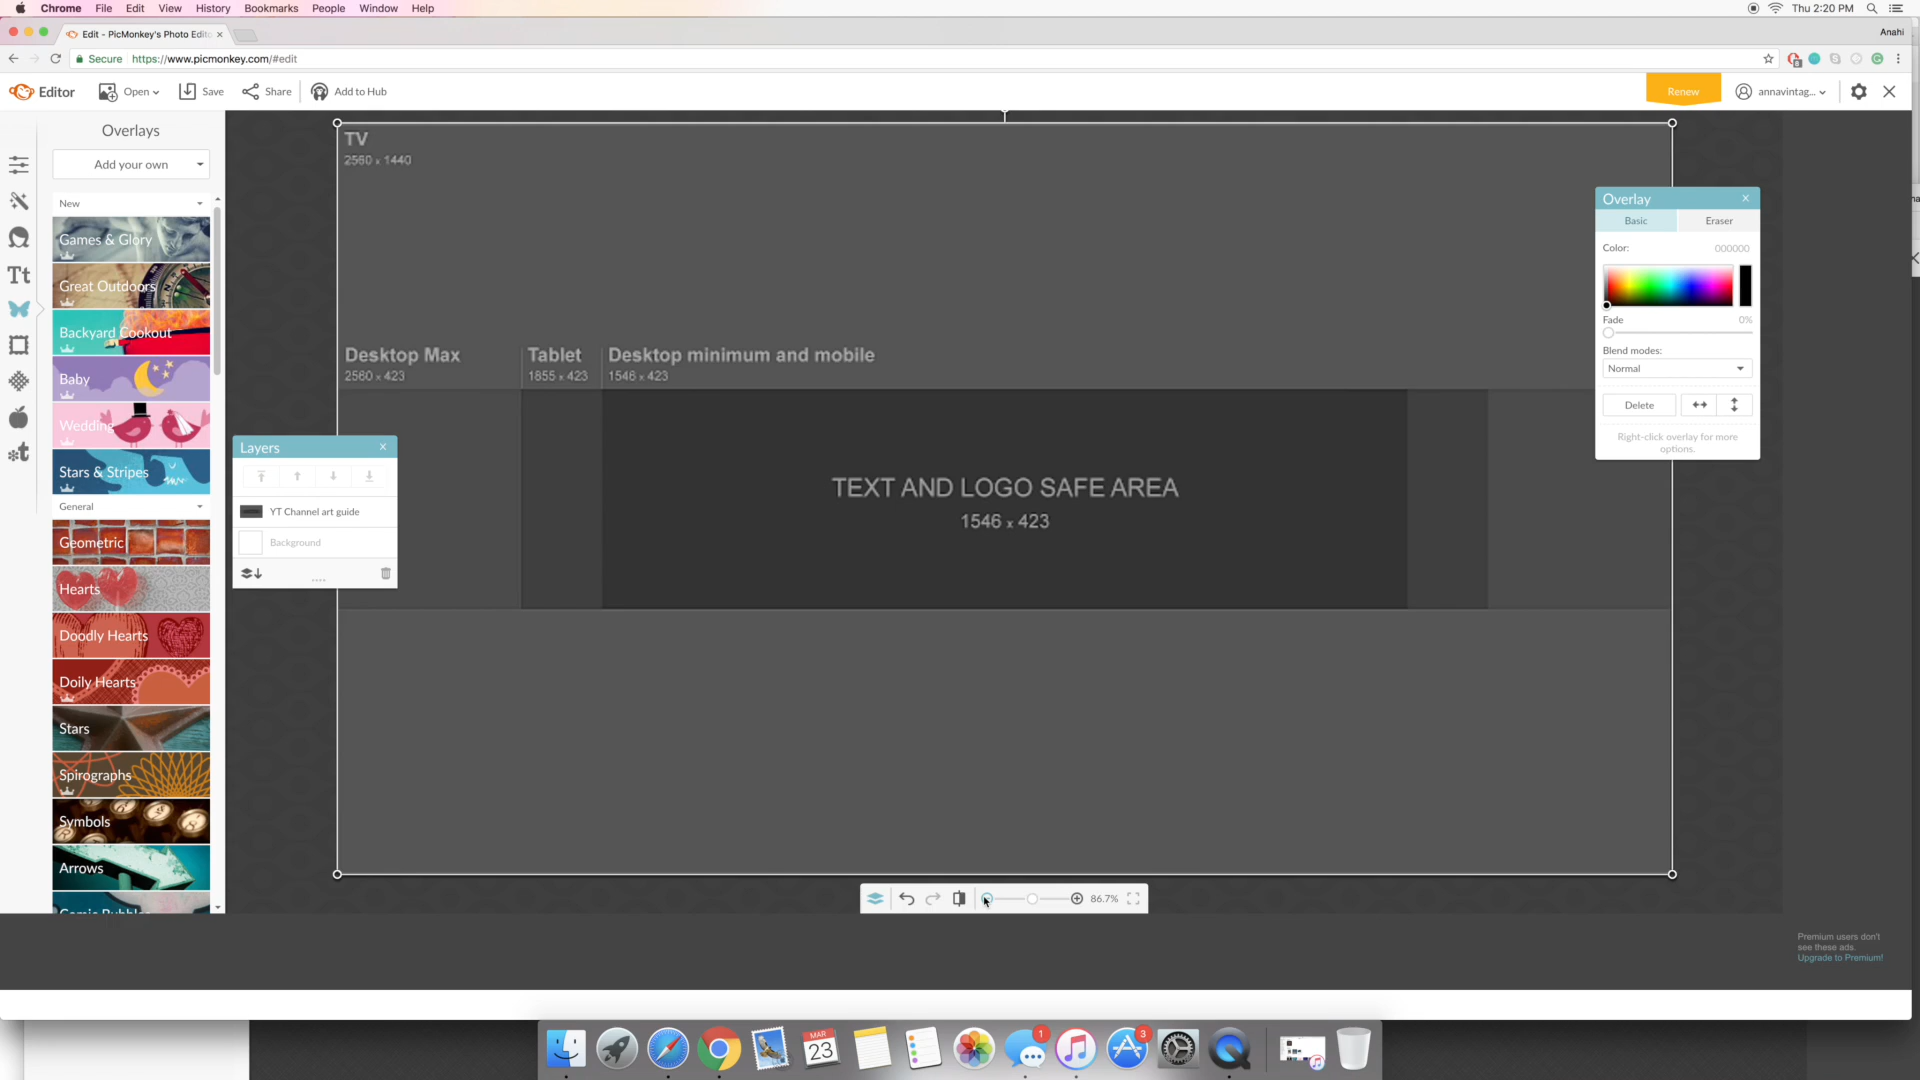 Chrome File Edit View History Bookmarks People Window Help
Thu 2:20 PM
Edit - PicMonkey's Photo Edito
Anahi
Secure https://www.picmonkey.com/#edit
Editor Open Save Share Add to Hub
Renew annavintag...
Overlays
Add your own
New
Games & Glory
Great Outdoors
Backyard Cookout
Baby
Wedding
Stars & Stripes
General
Geometric
Hearts
Doodly Hearts
Doily Hearts
Stars
Spirographs
Symbols
Arrows
Comic Bubbles
Layers
YT Channel art guide
Background
TV
2560 x 1440
Desktop Max
2560 x 423
Tablet
1855 x 423
Desktop minimum and mobile
1546 x 423
TEXT AND LOGO SAFE AREA
1546 x 423
Overlay
Basic Eraser
Color: 000000
Fade 0%
Blend modes:
Normal
Delete
Right-click overlay for more
options.
86.7%
Premium users don't
see these ads.
Upgrade to Premium!
MAR
23
1
3